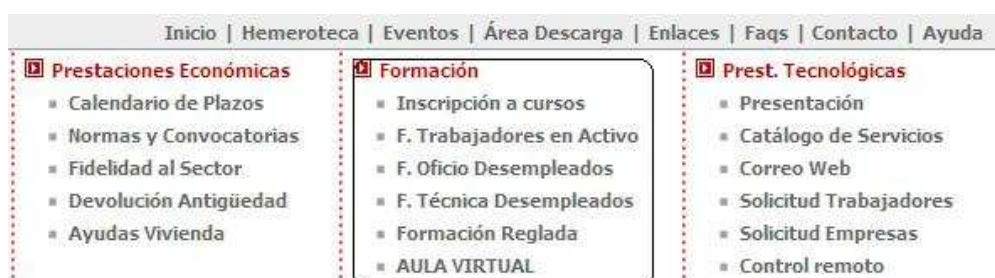 Inicio | Hemeroteca | Eventos | Área Descarga | Enlaces | Faqs | Contacto | Ayuda
Prestaciones Económicas
Calendario de Plazos
Normas y Convocatorias
Fidelidad al Sector
Devolución Antigüedad
Ayudas Vivienda
Formación
Inscripción a cursos
F. Trabajadores en Activo
F. Oficio Desempleados
F. Técnica Desempleados
Formación Reglada
AULA VIRTUAL
Prest. Tecnológicas
Presentación
Catálogo de Servicios
Correo Web
Solicitud Trabajadores
Solicitud Empresas
Control remoto